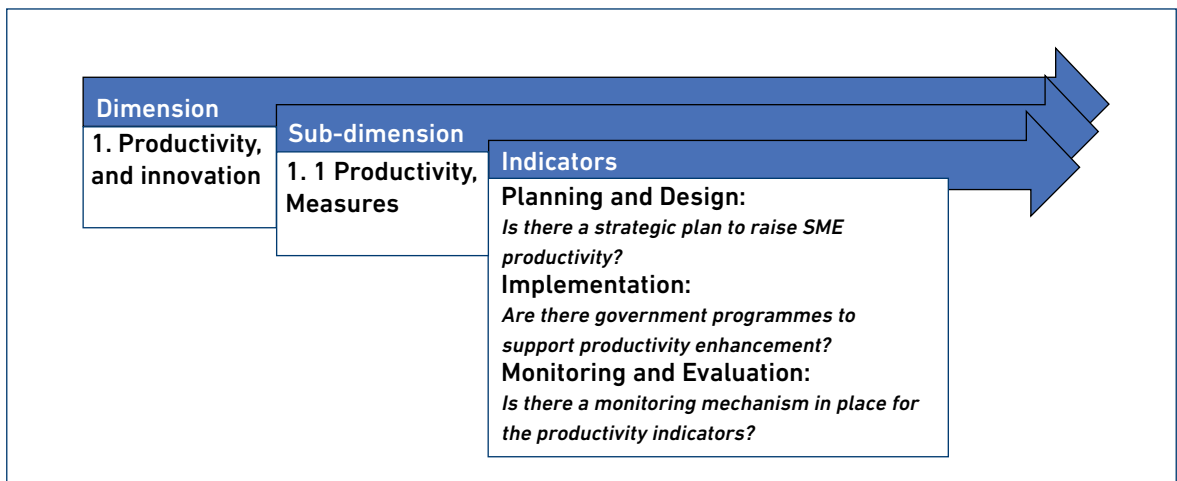 Dimension
1. Productivity,
and innovation
Sub-dimension
1. 1 Productivity,
Measures
Indicators
Planning and Design:
Is there a strategic plan to raise SME
productivity?
Implementation:
Are there government programmes to
support productivity enhancement?
Monitoring and Evaluation:
Is there a monitoring mechanism in place for
the productivity indicators?